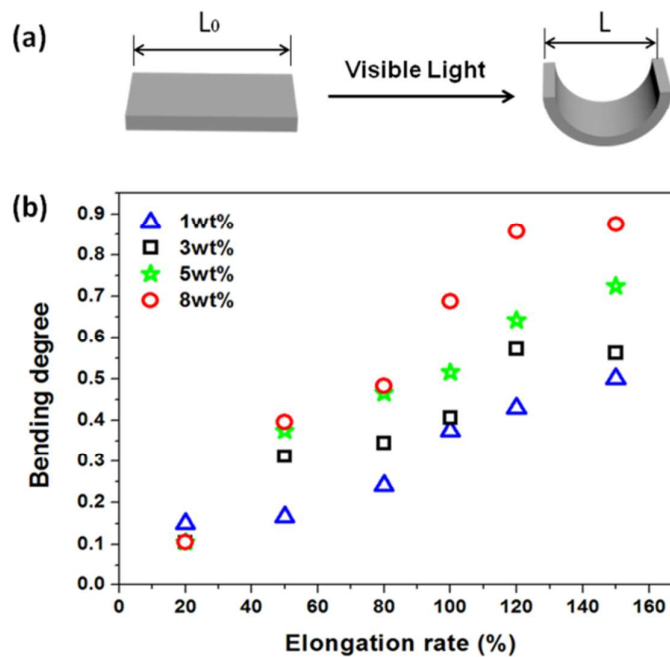 (a)
L₀
Visible Light
L
(b)
0.9
0.8
0.7
0.6
0.5
0.4
0.3
0.2
0.1
0.0
Bending degree
1wt%
3wt%
5wt%
8wt%
0 20 40 60 80 100 120 140 160
Elongation rate (%)